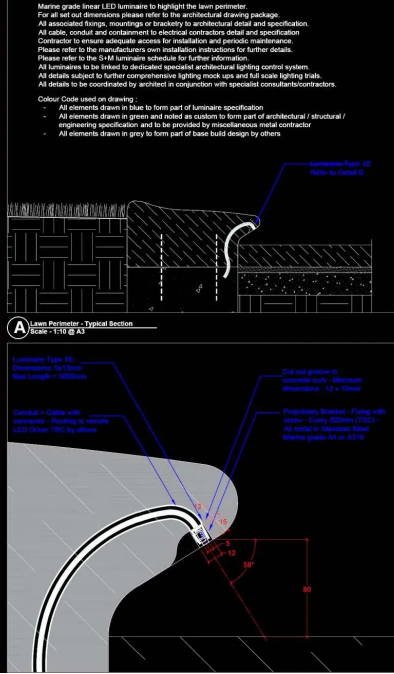 Marine grade linear LED luminaire to highlight the lawn perimeter.
For all set out dimensions please refer to the architectural drawing package.
All associated fixings, mountings or bracketry to architectural detail and specification.
All cable, conduit and containement to electrical contractors detail and specification
Contractor to ensure adequate access for installation and periodic maintenance.
Please refer to the manufacturers own installation instructions for further details.
Please refer to the S+M luminaire schedule for further information.
All luminaires to be linked to dedicated specialist architectural lighting control system.
All details subject to further comprehensive lighting mock ups and full scale lighting trials.
All details to be coordinated by architect in conjunction with specialist consultants/contractors.
Colour Code used on drawing :
- All elements drawn in blue to form part of luminaire specification
- All elements drawn in green and noted as custom to form part of architectural / structural /
engineering specification and to be provided by miscellaneous metal contractor
- All elements drawn in grey to form part of base build design by others
Luminaire Type XE
Refer to Detail B
A
Lawn Perimeter - Typical Section
Scale - 1:10 @ A3
Luminaire Type XE -
Dimensions: 5x12mm
Max Length =
Cut out groove in
concrete curb - Minimum
dimensions : 12 x 15mm
Conduit + Cable with
connector - Routing to remote
LED Driver TBC by others
Proprietary Bracket - Fixing with
screw - Every 300mm (TBC) -
All metal in Stainless Steel
Marine grade A4 or A316
12
15
5
12
58°
90